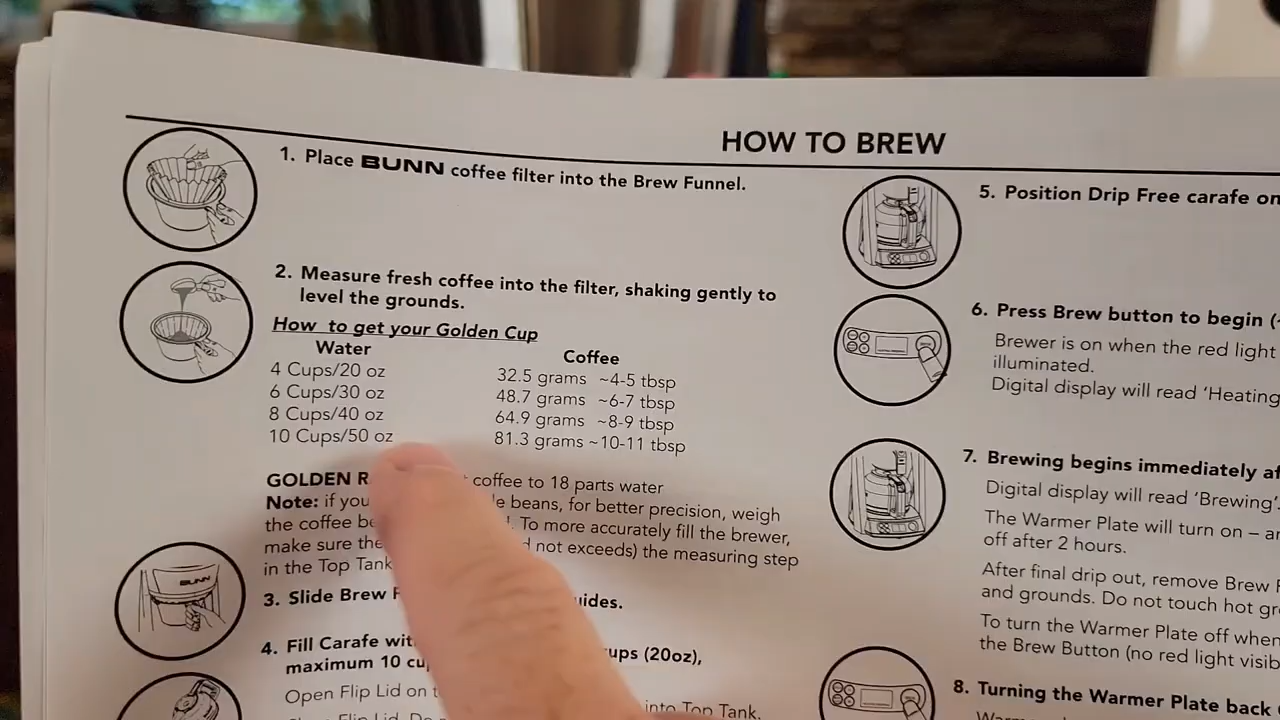 HOW TO BREW
1. Place BUNN coffee filter into the Brew Funnel.
2. Measure fresh coffee into the filter, shaking gently to
level the grounds.
How to get your Golden Cup
Water Coffee
4 Cups/20 oz 32.5 grams ~4-5 tbsp
6 Cups/30 oz 48.7 grams ~6-7 tbsp
8 Cups/40 oz 64.9 grams ~8-9 tbsp
10 Cups/50 oz 81.3 grams ~10-11 tbsp
GOLDEN coffee to 18 parts water
Note: if you beans, for better precision, weigh
the coffee To more accurately fill the brewer,
make sure the not exceeds) the measuring step
in the Top Tank
BUNN
3. Slide Brew
4. Fill Carafe (20oz),
maximum 10
Open Flip Lid on into Top Tank.
5. Position Drip Free carafe on
6. Press Brew button to begin
Brewer is on when the red light
illuminated.
Digital display will read 'Heating
7. Brewing begins immediately
Digital display will read 'Brewing'
The Warmer Plate will turn on –
off after 2 hours.
After final drip out, remove Brew
and grounds. Do not touch hot
To turn the Warmer Plate off when
the Brew Button (no red light
8. Turning the Warmer Plate back